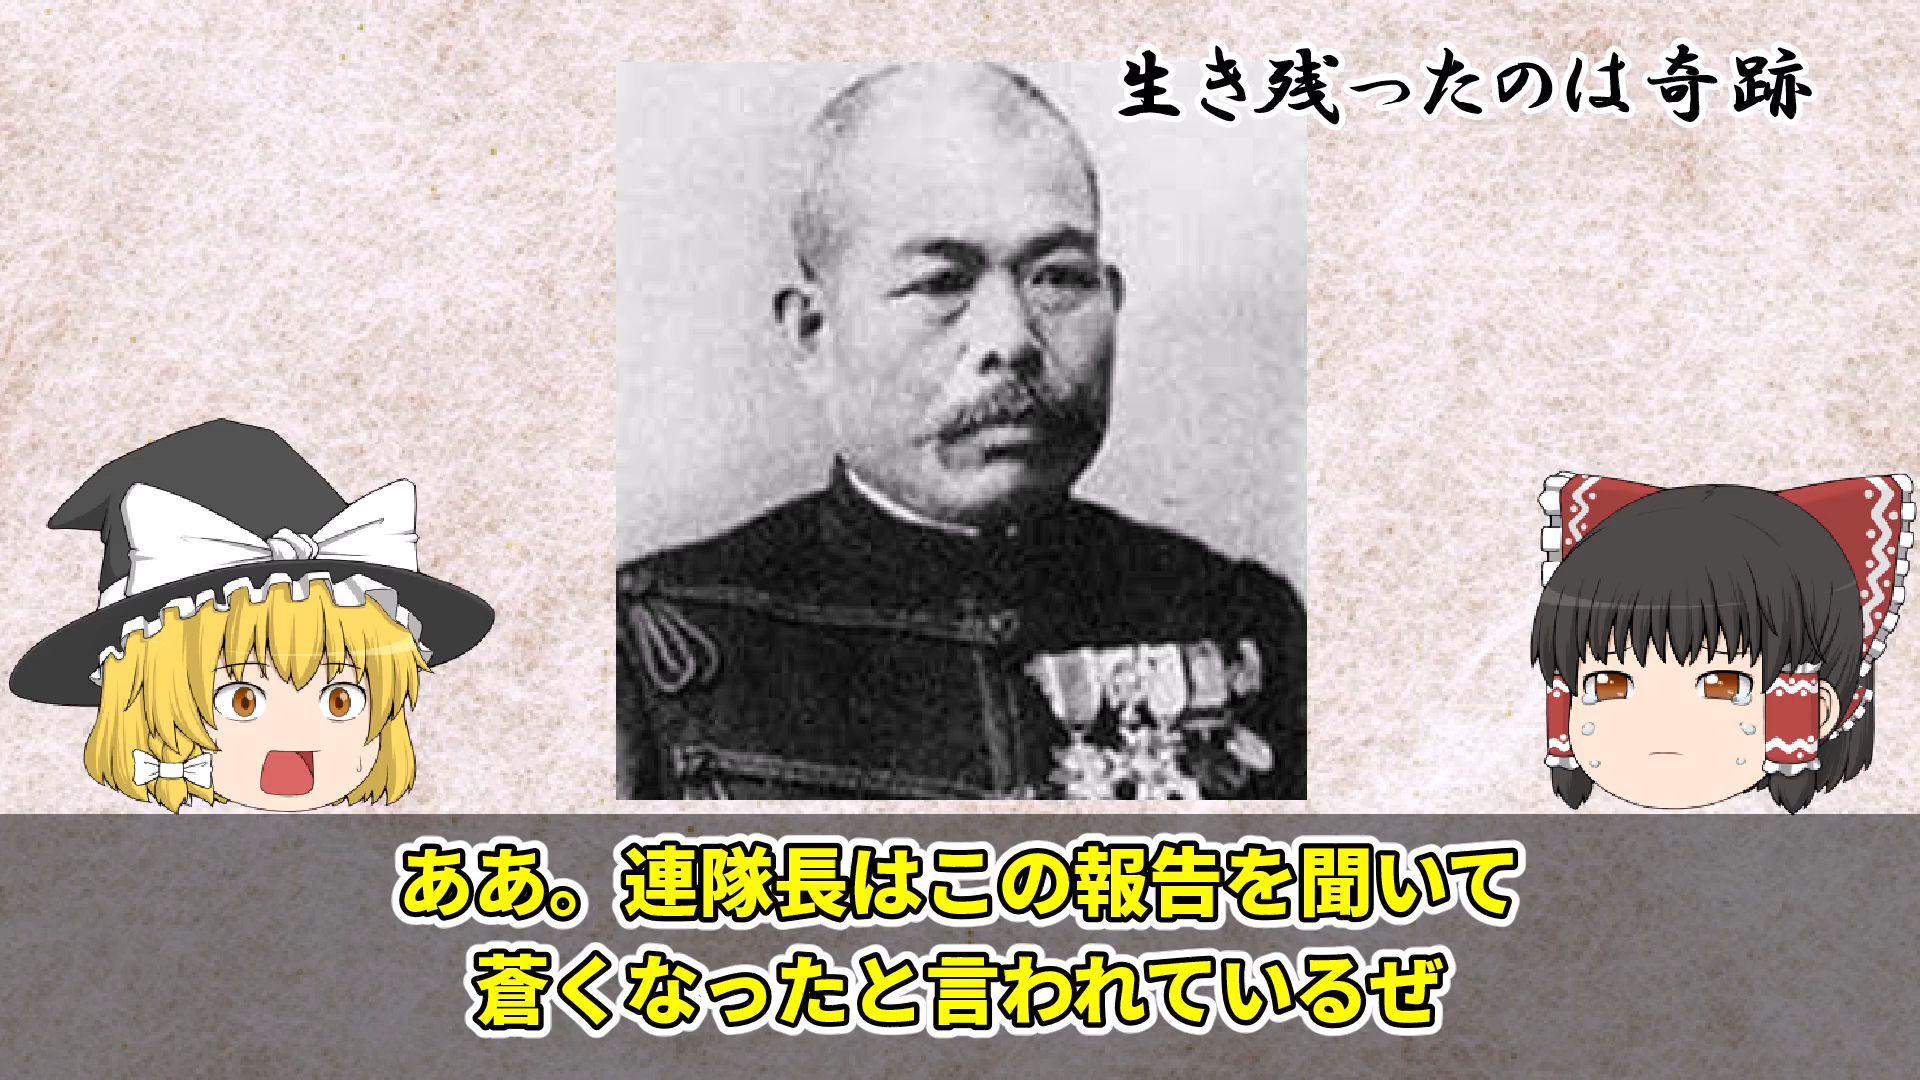 生き残ったのは奇跡
ああ。連隊長はこの報告を聞いて
蒼くなったと言われているぜ